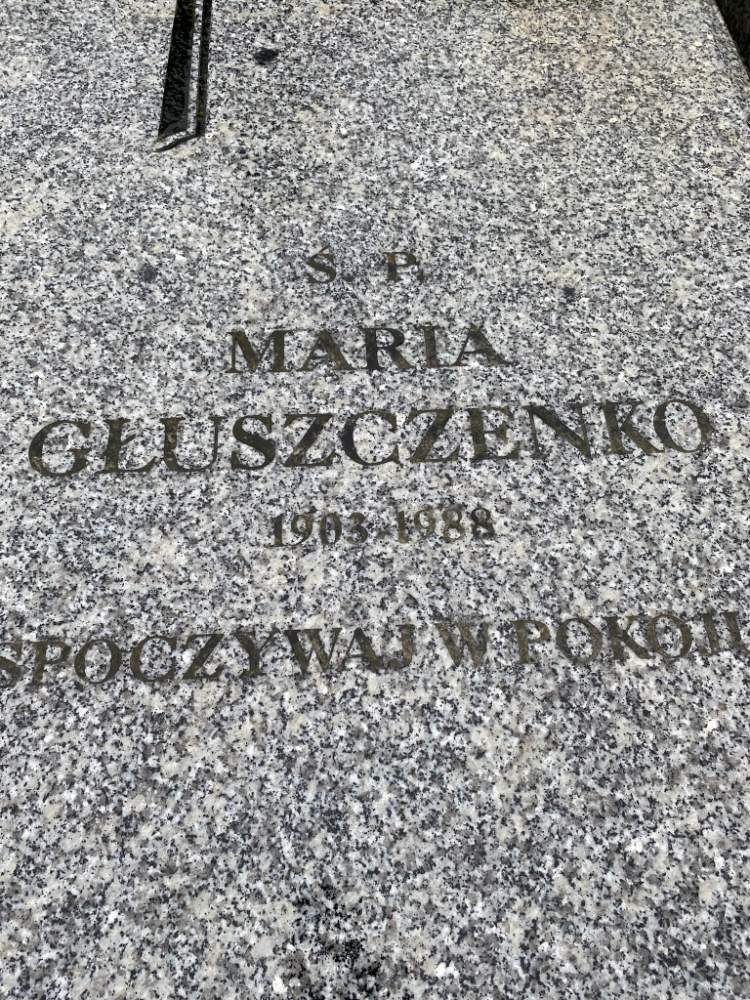 Ś. P.
MARIA
GŁUSZCZENKO
1903-1988
SPOCZYWAJ W POKOJU